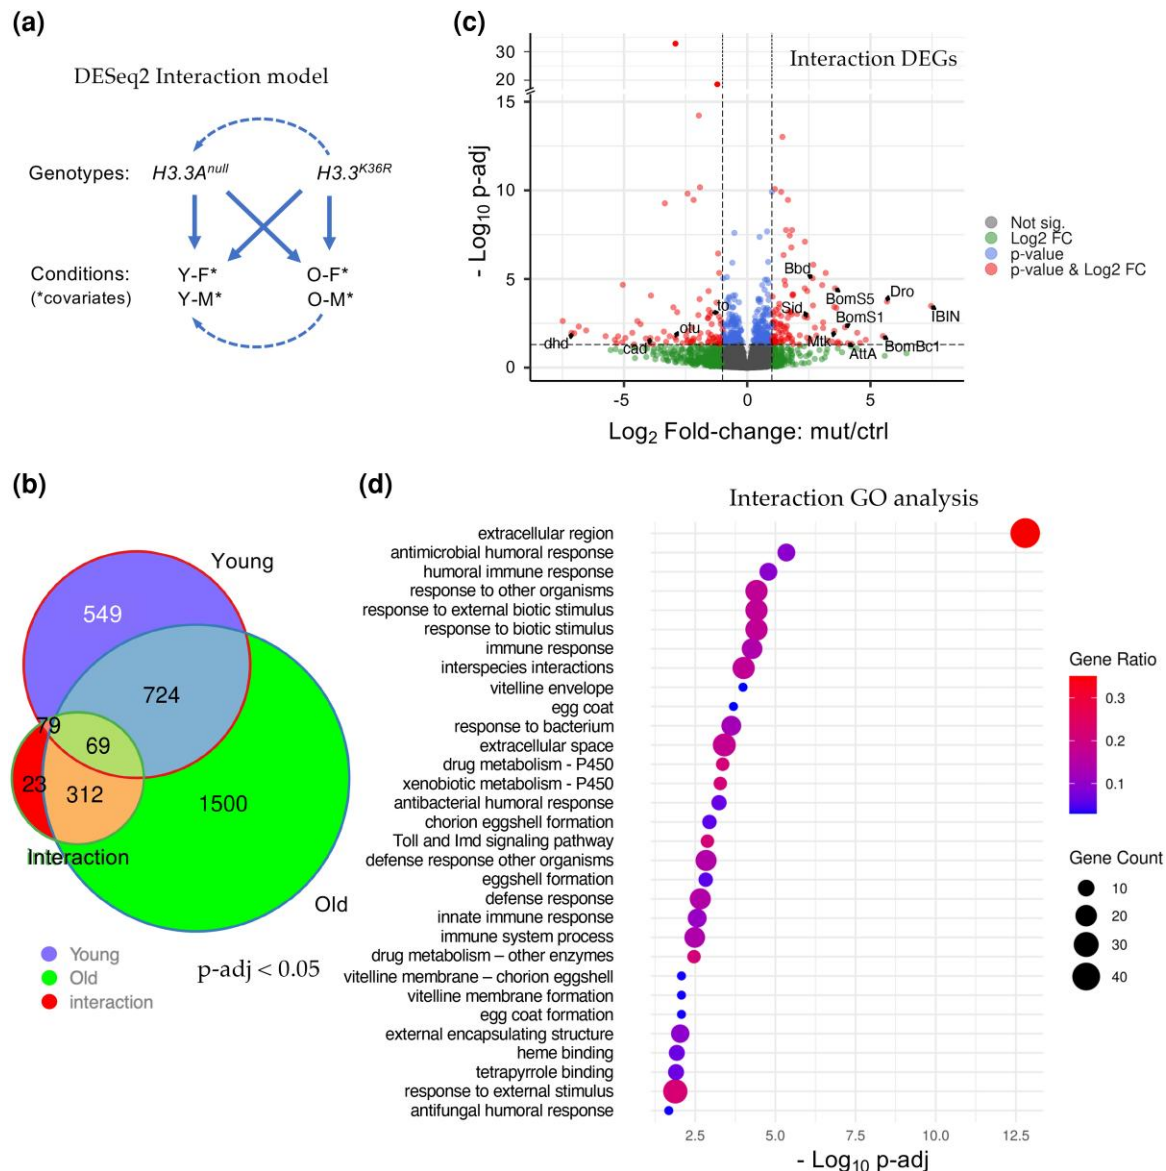 (a)
DESeq2 Interaction model
Genotypes: H3.3A^null H3.3^K36R
Conditions: Y-F* O-F*
(*covariates) Y-M* O-M*
(c)
Interaction DEGs
- Log10 p-adj
30
20
15
10
5
0
Bbd
Dro
BomS5
IBIN
Sid
BomS1
to
otu
dhd
cad
Mtk
AttA
BomBc1
-5 0 5
Log2 Fold-change: mut/ctrl
Not sig.
Log2 FC
p-value
p-value & Log2 FC
(b)
Young
549
724
79
69
23
312
1500
Interaction
Old
Young
Old
interaction
p-adj < 0.05
(d)
Interaction GO analysis
extracellular region
antimicrobial humoral response
humoral immune response
response to other organisms
response to external biotic stimulus
response to biotic stimulus
immune response
interspecies interactions
vitelline envelope
egg coat
response to bacterium
extracellular space
drug metabolism - P450
xenobiotic metabolism - P450
antibacterial humoral response
chorion eggshell formation
Toll and Imd signaling pathway
defense response other organisms
eggshell formation
defense response
innate immune response
immune system process
drug metabolism – other enzymes
vitelline membrane – chorion eggshell
vitelline membrane formation
egg coat formation
external encapsulating structure
heme binding
tetrapyrrole binding
response to external stimulus
antifungal humoral response
2.5 5.0 7.5 10.0 12.5
- Log10 p-adj
Gene Ratio
0.3
0.2
0.1
Gene Count
10
20
30
40